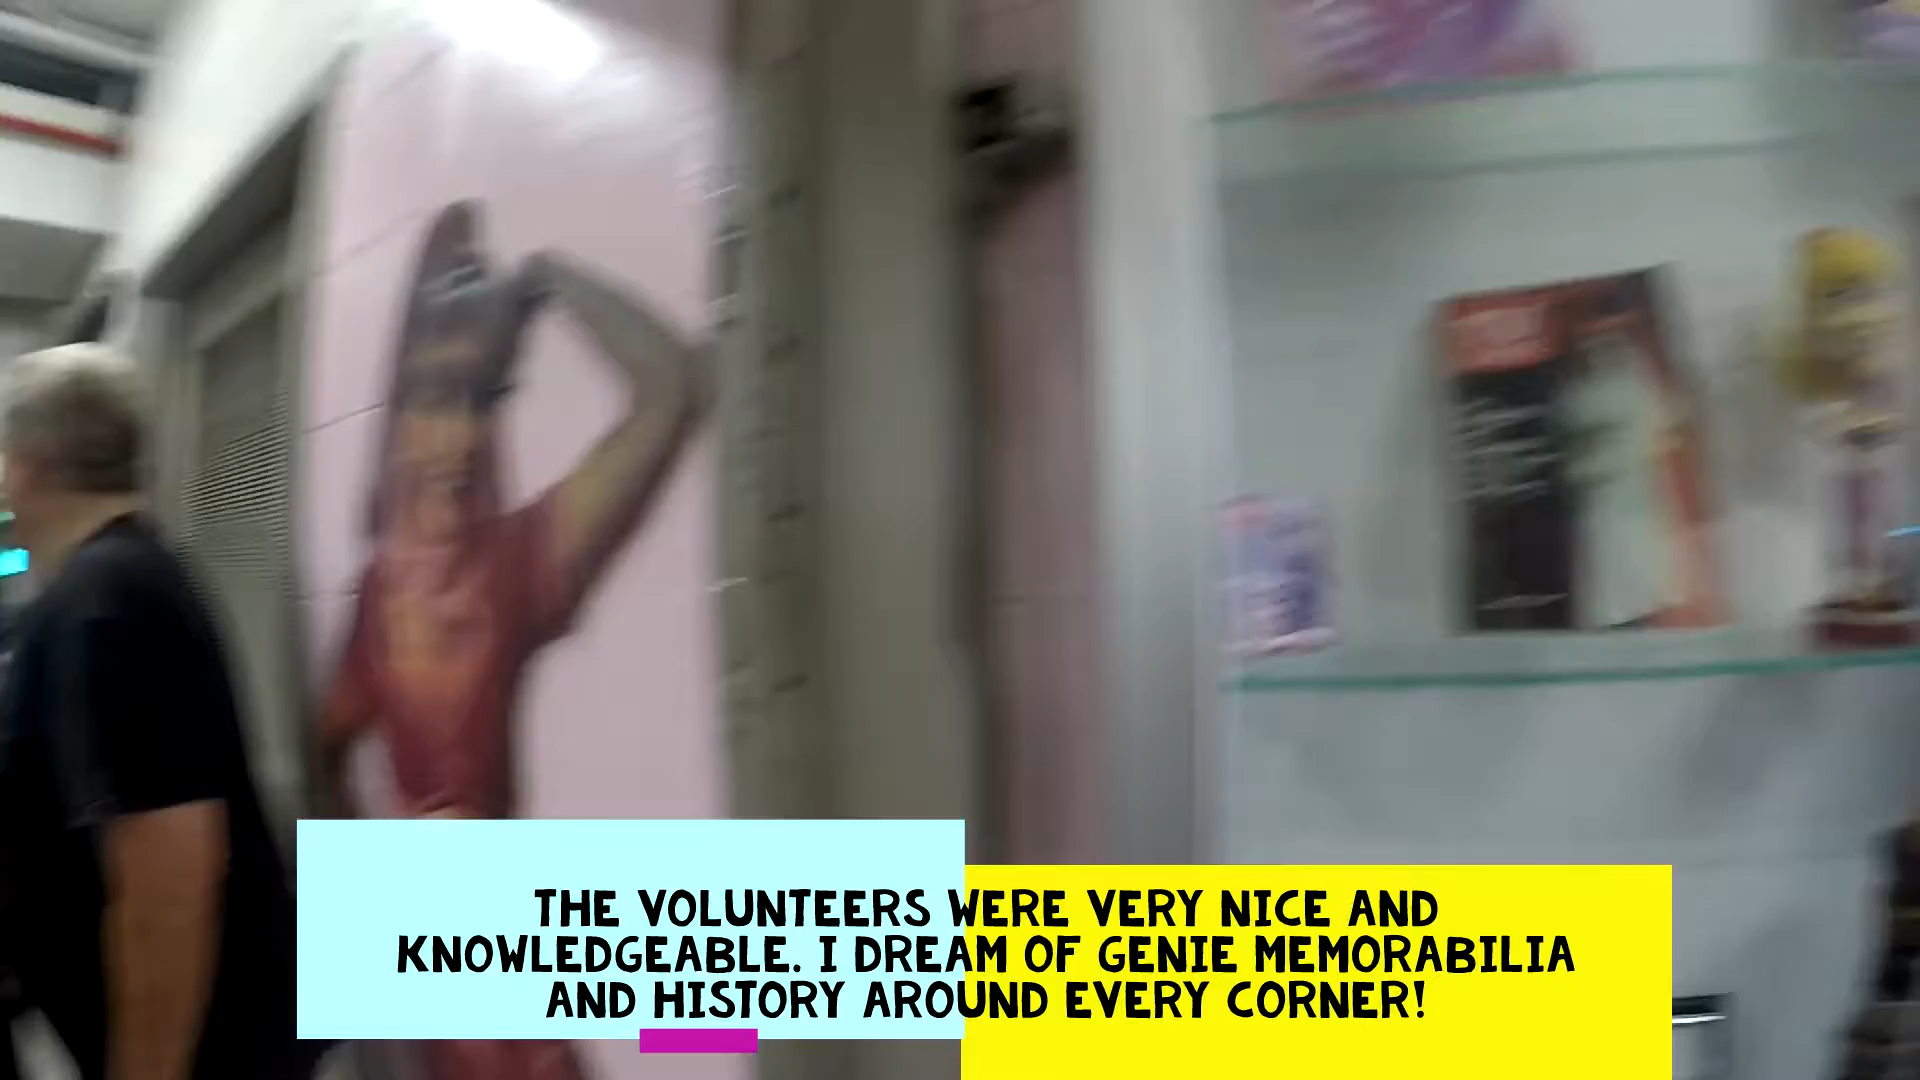 THE VOLUNTEERS WERE VERY NICE AND
KNOWLEDGEABLE. I DREAM OF GENIE MEMORABILIA
AND HISTORY AROUND EVERY CORNER!